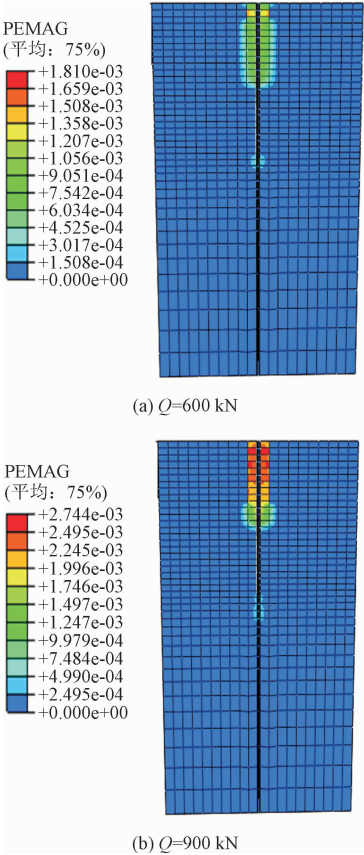 PEMAG
(平均：75%)
+1.810e-03
+1.659e-03
+1.508e-03
+1.358e-03
+1.207e-03
+1.056e-03
+9.051e-04
+7.542e-04
+6.034e-04
+4.525e-04
+3.017e-04
+1.508e-04
+0.000e+00
(a) Q=600 kN
PEMAG
(平均：75%)
+2.744e-03
+2.495e-03
+2.245e-03
+1.996e-03
+1.746e-03
+1.497e-03
+1.247e-03
+9.979e-04
+7.484e-04
+4.990e-04
+2.495e-04
+0.000e+00
(b) Q=900 kN